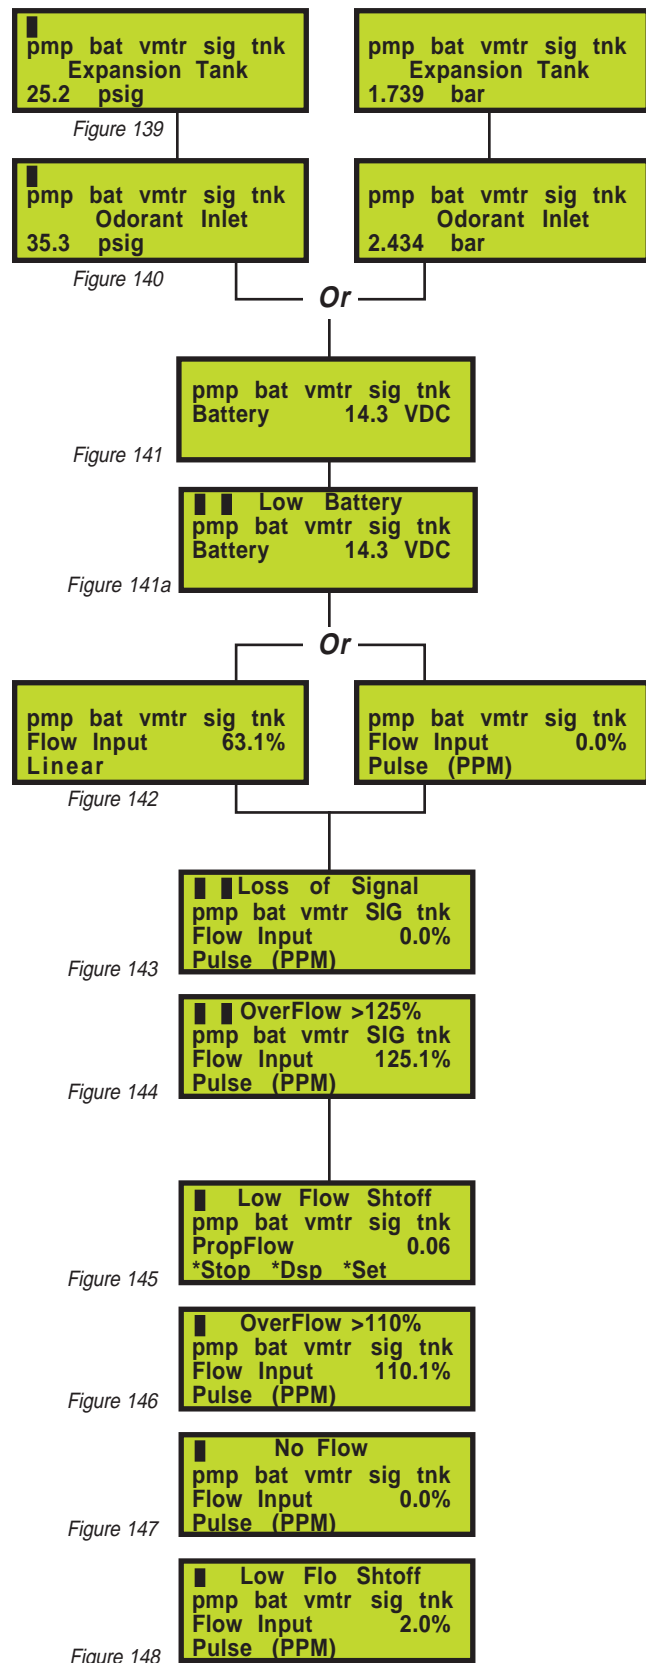 pmp bat vmtr sig tnk
Expansion Tank
25.2 psig
Figure 139
pmp bat vmtr sig tnk
Expansion Tank
1.739 bar
pmp bat vmtr sig tnk
Odorant Inlet
35.3 psig
Figure 140
pmp bat vmtr sig tnk
Odorant Inlet
2.434 bar
Or
pmp bat vmtr sig tnk
Battery 14.3 VDC
Figure 141
Low Battery
pmp bat vmtr sig tnk
Battery 14.3 VDC
Figure 141a
Or
pmp bat vmtr sig tnk
Flow Input 63.1%
Linear
Figure 142
pmp bat vmtr sig tnk
Flow Input 0.0%
Pulse (PPM)
Loss of Signal
pmp bat vmtr SIG tnk
Flow Input 0.0%
Pulse (PPM)
Figure 143
OverFlow >125%
pmp bat vmtr SIG tnk
Flow Input 125.1%
Pulse (PPM)
Figure 144
Low Flow Shtoff
pmp bat vmtr sig tnk
PropFlow 0.06
*Stop *Dsp *Set
Figure 145
OverFlow >110%
pmp bat vmtr sig tnk
Flow Input 110.1%
Pulse (PPM)
Figure 146
No Flow
pmp bat vmtr sig tnk
Flow Input 0.0%
Pulse (PPM)
Figure 147
Low Flo Shtoff
pmp bat vmtr sig tnk
Flow Input 2.0%
Pulse (PPM)
Figure 148